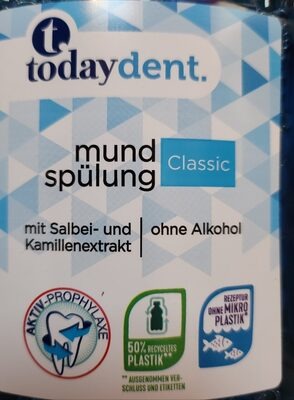 t.
todaydent.
mund
spülung
Classic
mit Salbei- und
Kamillenextrakt
ohne Alkohol
AKTIV-PROPHYLAXE
50% RECYCELTES
PLASTIK**
** AUSGENOMMEN VER-
SCHLUSS UND ETIKETTEN
REZEPTUR
OHNE MIKRO
PLASTIK*